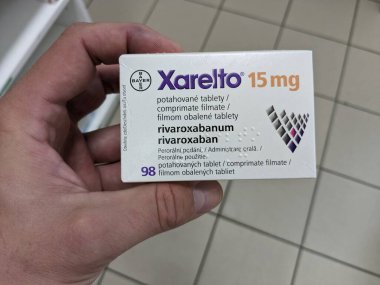 BAYER
Xarelto® 15 mg
potahované tablety /
comprimate filmate /
filmom obalené tablety
rivaroxabanum
rivaroxaban
Perorální podání. / Administrare orală. /
Perorálne použitie.
98 potahovaných tablet / comprimate filmate /
filmom obalených tabliet